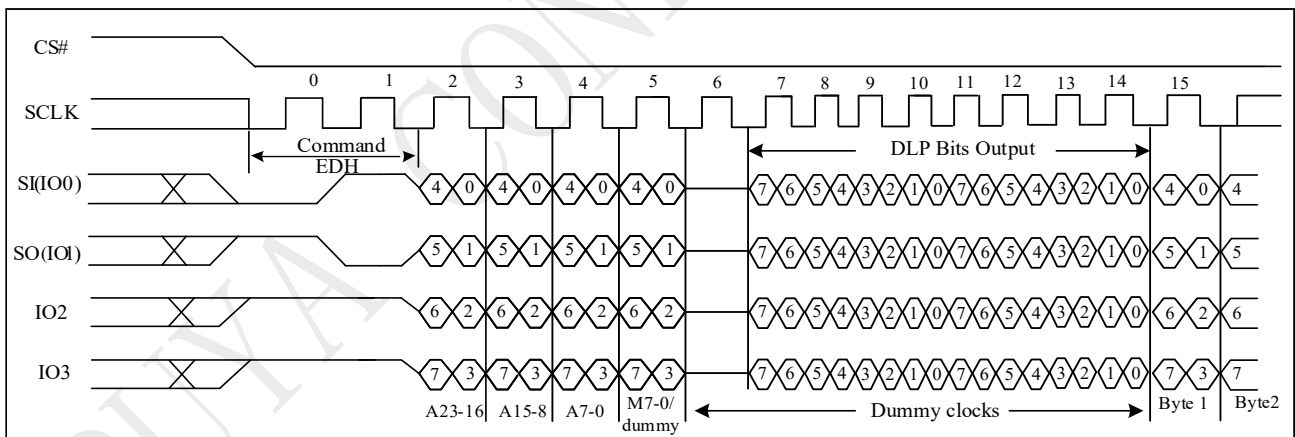 CS#
0 1 2 3 4 5 6 7 8 9 10 11 12 13 14 15
SCLK
Command
EDH
DLP Bits Output
SI(IO0)
4 0 4 0 4 0 4 0 7 6 5 4 3 2 1 0 7 6 5 4 3 2 1 0 4 0 4
SO(IO1)
5 1 5 1 5 1 5 1 7 6 5 4 3 2 1 0 7 6 5 4 3 2 1 0 5 1 5
IO2
6 2 6 2 6 2 6 2 7 6 5 4 3 2 1 0 7 6 5 4 3 2 1 0 6 2 6
IO3
7 3 7 3 7 3 7 3 7 6 5 4 3 2 1 0 7 6 5 4 3 2 1 0 7 3 7
A23-16 A15-8 A7-0 M7-0/
dummy
Dummy clocks
Byte 1 Byte2
PUYA CON